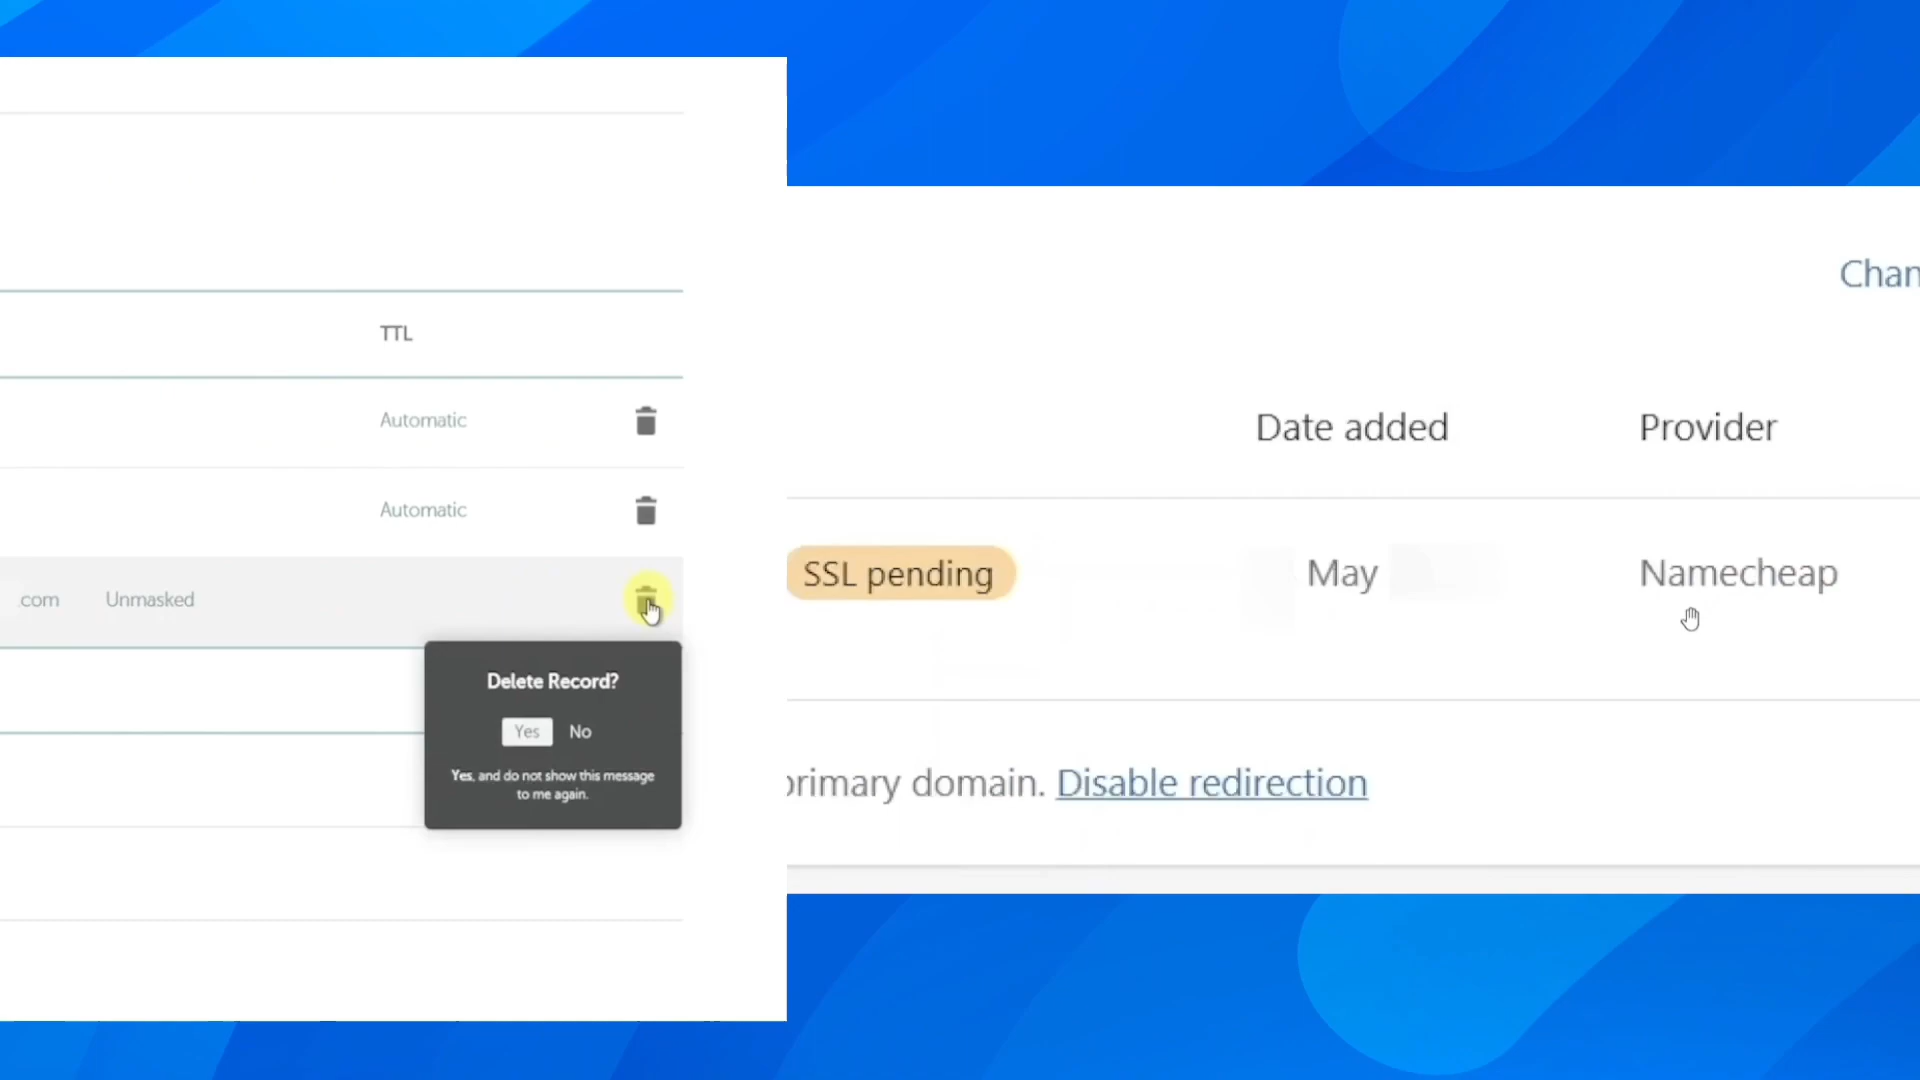 TTL
Automatic
Automatic
.com Unmasked
Delete Record?
Yes No
Yes, and do not show this message
to me again.
Chan
Date added Provider
SSL pending May Namecheap
primary domain. Disable redirection